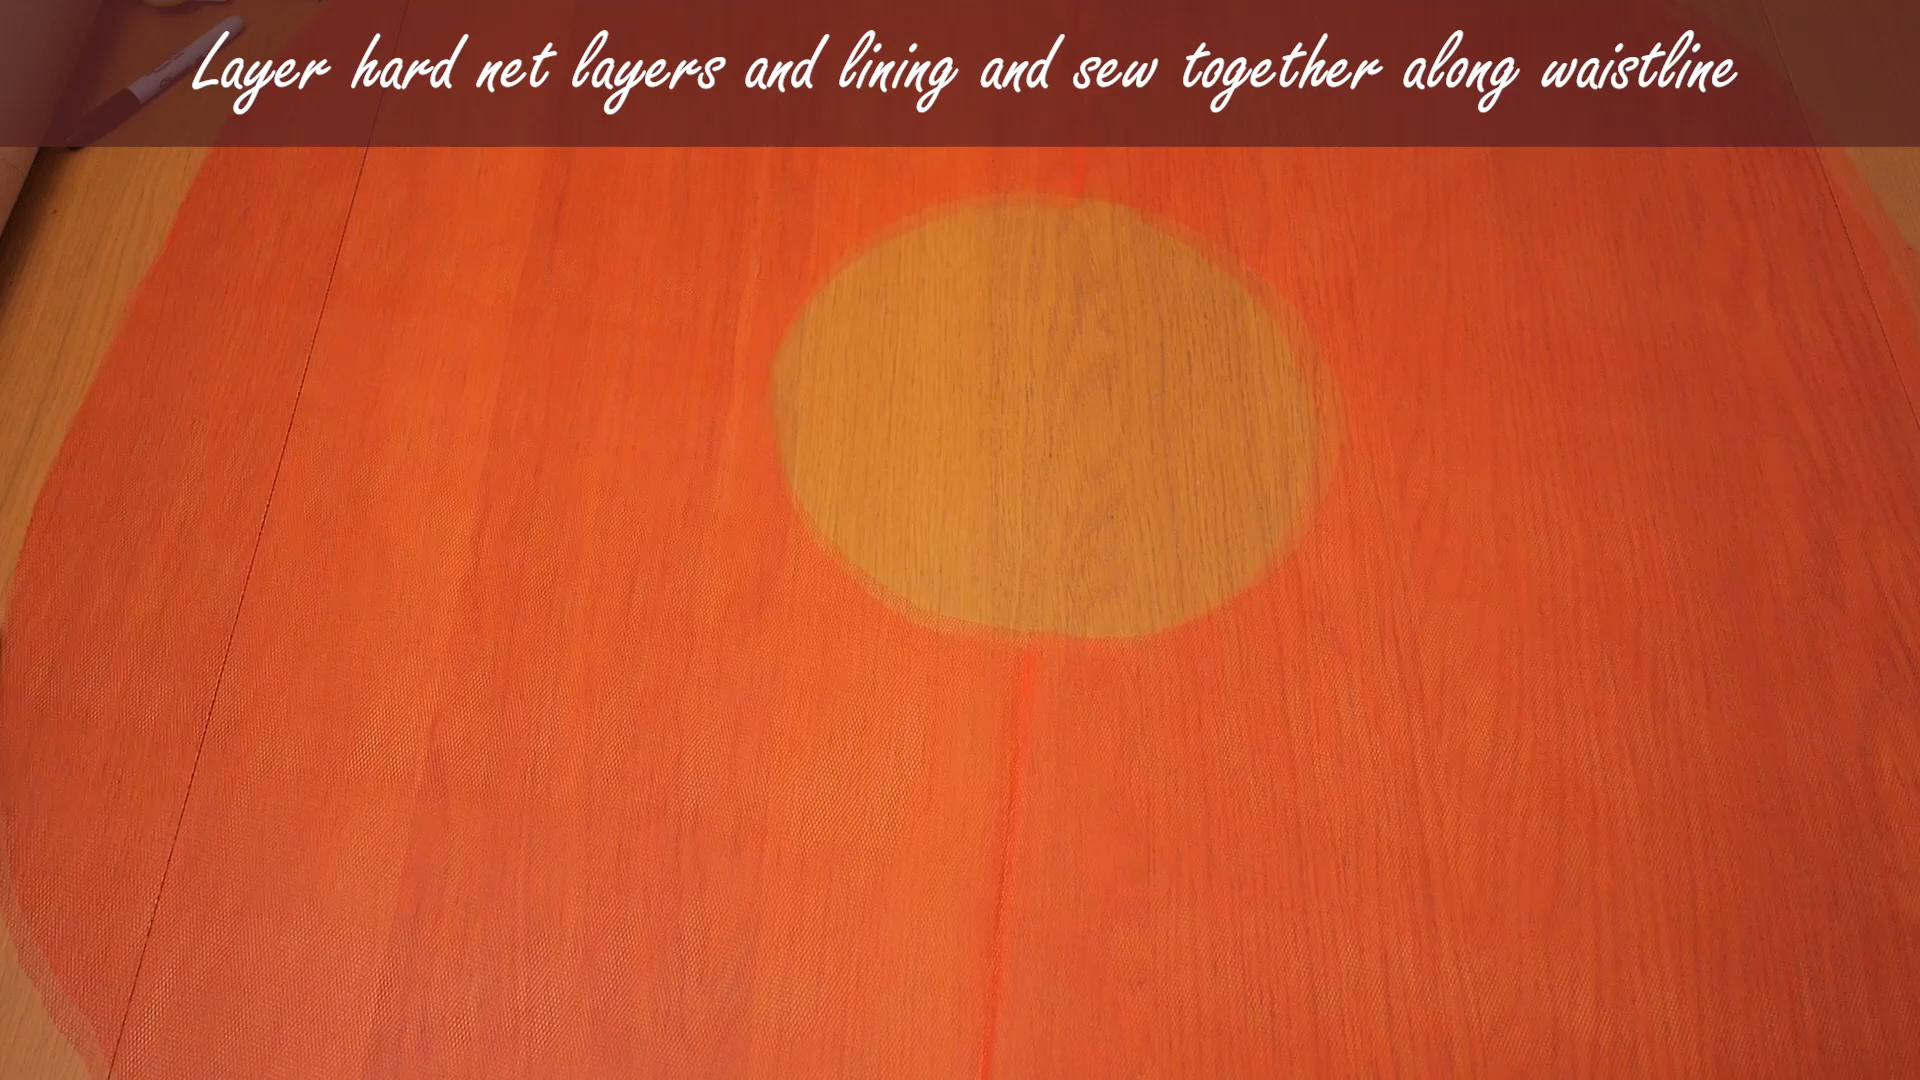 Layer hard net layers and lining and sew together along waistline